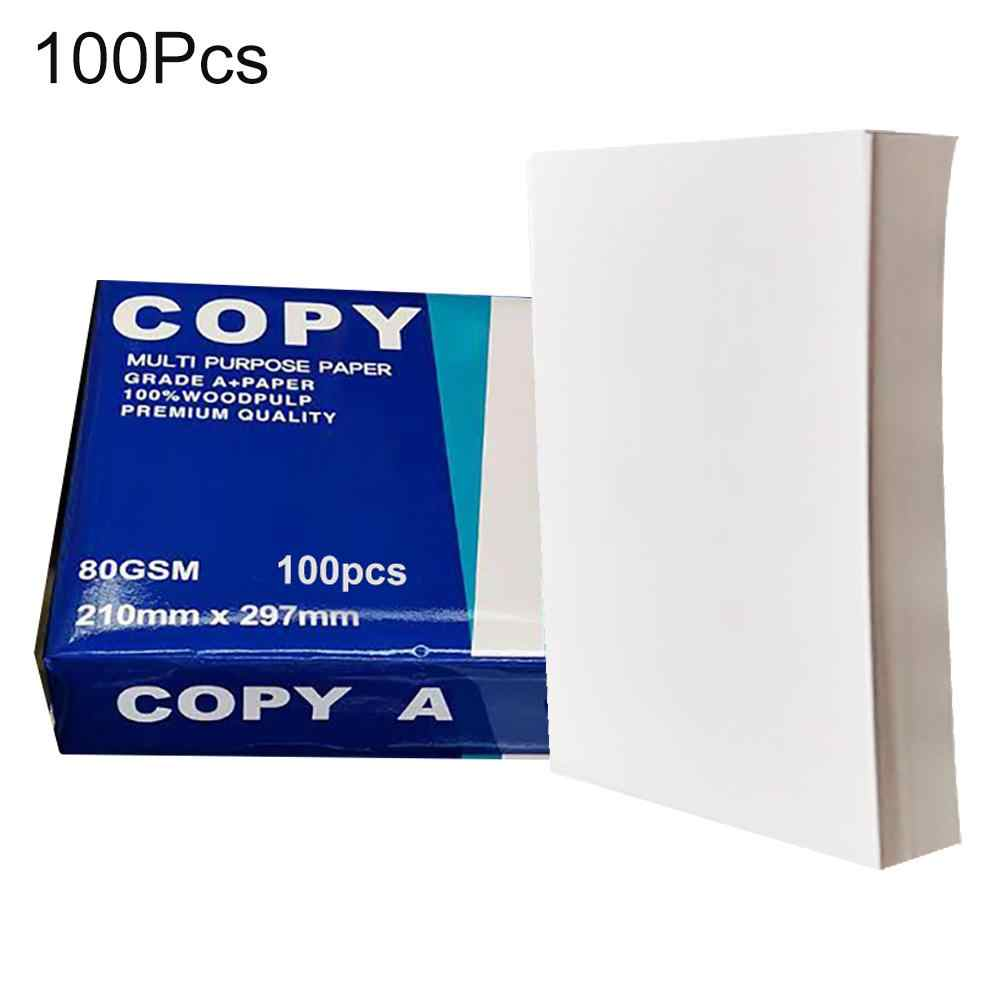 100Pcs
COPY
MULTI PURPOSE PAPER
GRADE A+PAPER
100%WOODPULP
PREMIUM QUALITY
80GSM 100pcs
210mm x 297mm
COPY A